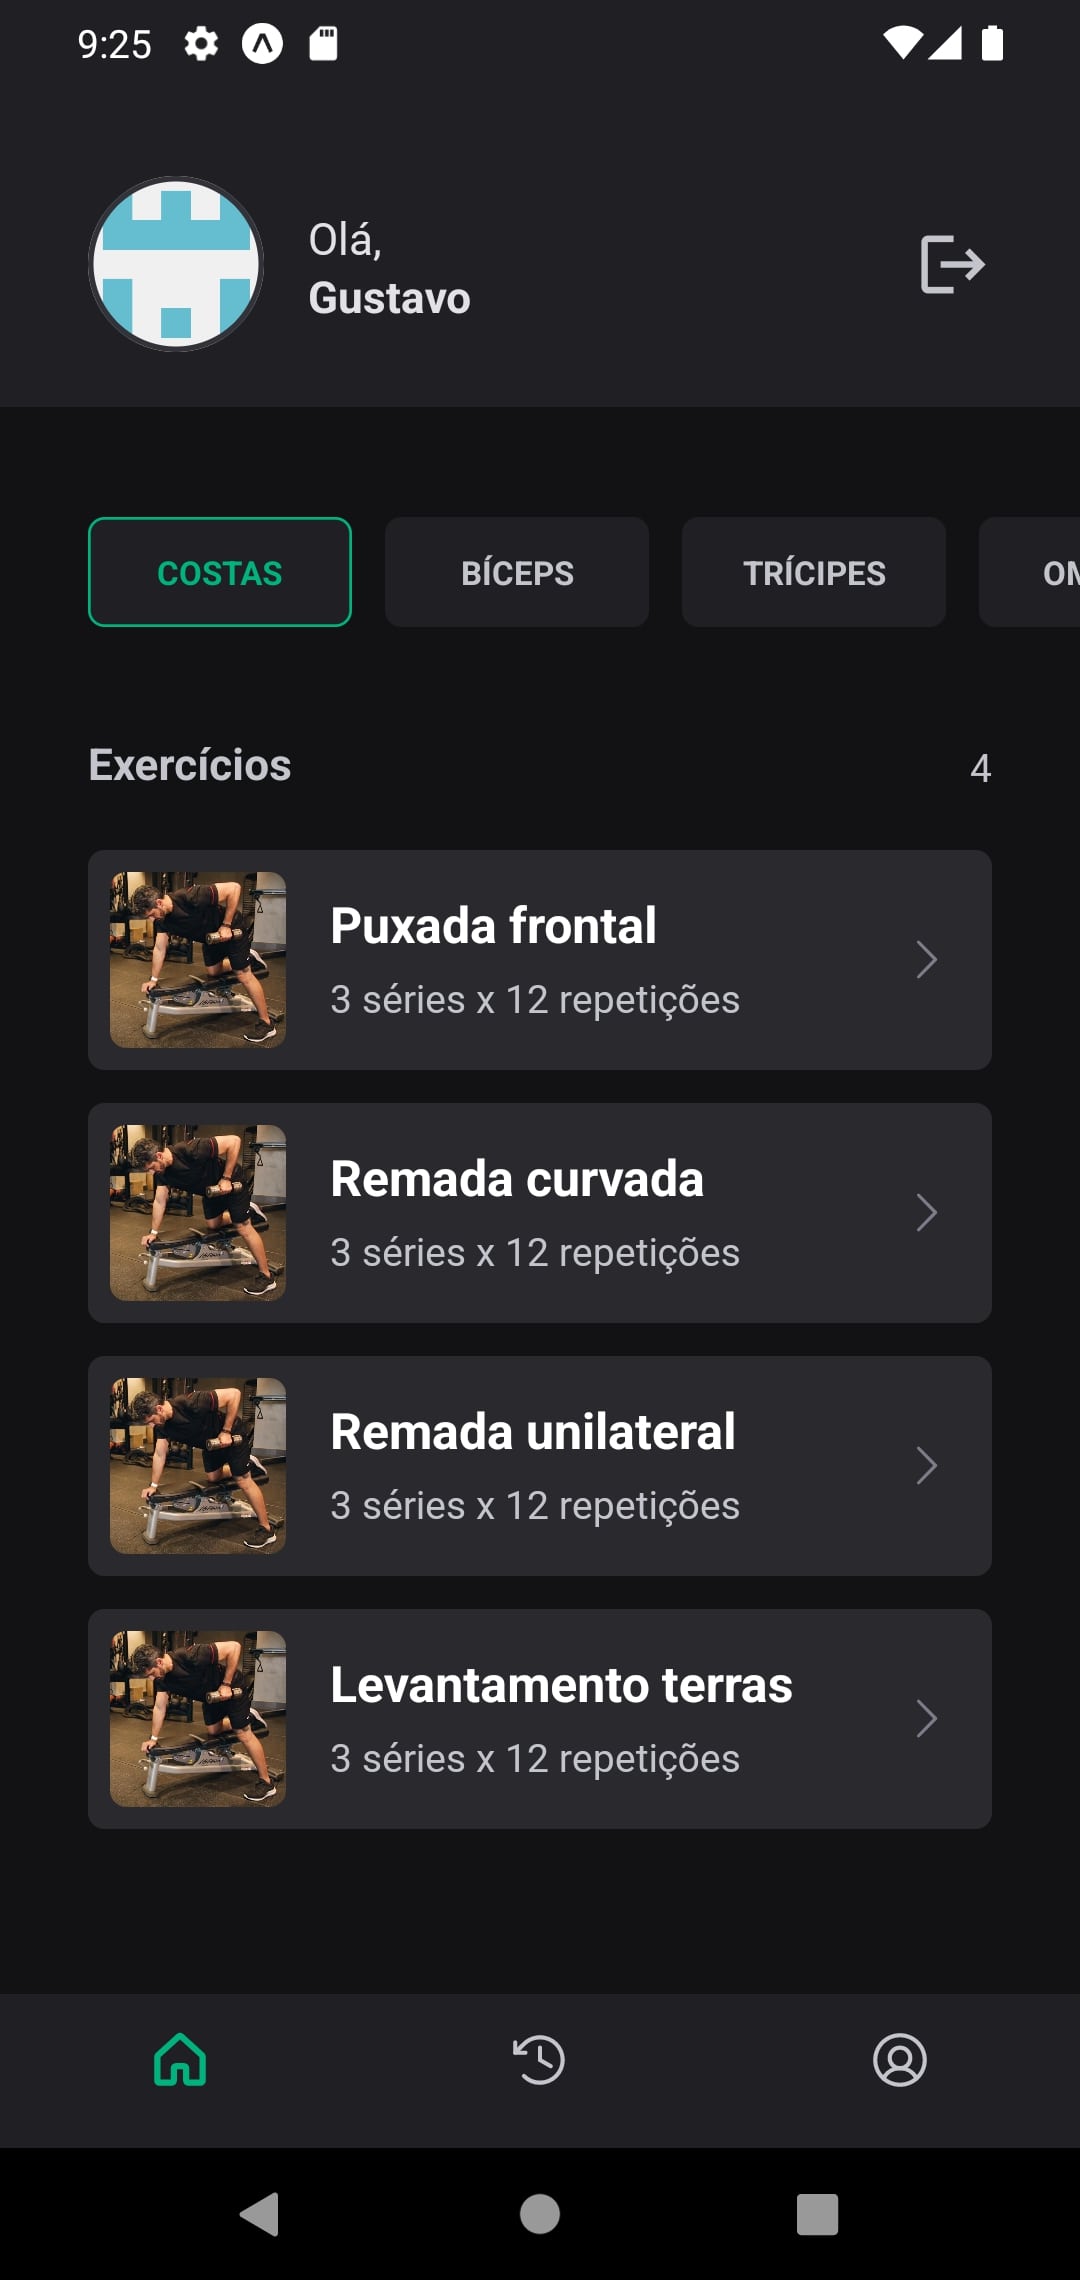 9:25
Olá,
Gustavo
COSTAS BÍCEPS TRÍCIPES
Exercícios 4
Puxada frontal
3 séries x 12 repetições
Remada curvada
3 séries x 12 repetições
Remada unilateral
3 séries x 12 repetições
Levantamento terras
3 séries x 12 repetições